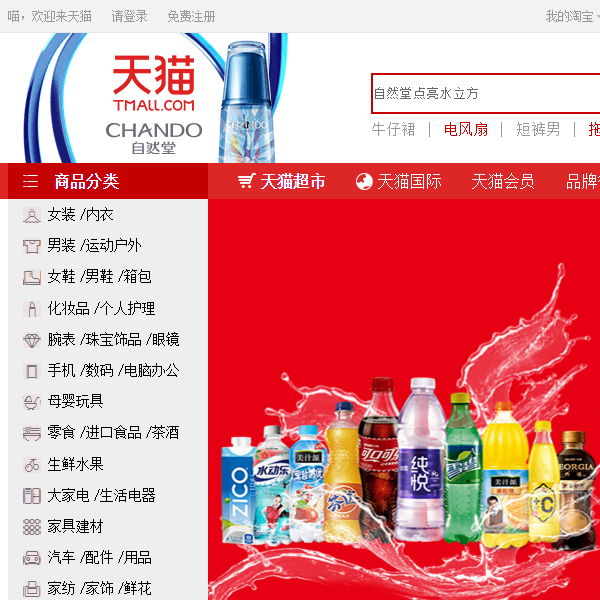 喵，欢迎来天猫 请登录 免费注册 我的淘宝
天猫
TMALL.COM
CHANDO
自然堂
自然堂点亮水立方
牛仔裙 | 电风扇 | 短裤男 |
商品分类 天猫超市 天猫国际 天猫会员 品牌
女装 /内衣
男装 /运动户外
女鞋 /男鞋 /箱包
化妆品 /个人护理
腕表 /珠宝饰品 /眼镜
手机 /数码 /电脑办公
母婴玩具
零食 /进口食品 /茶酒
生鲜水果
大家电 /生活电器
家具建材
汽车 /配件 /用品
家纺 /家饰 /鲜花
ZICO
水动乐
美汁源
芬达
可口可乐
纯悦
雪碧
美汁源
C
GEORGIA